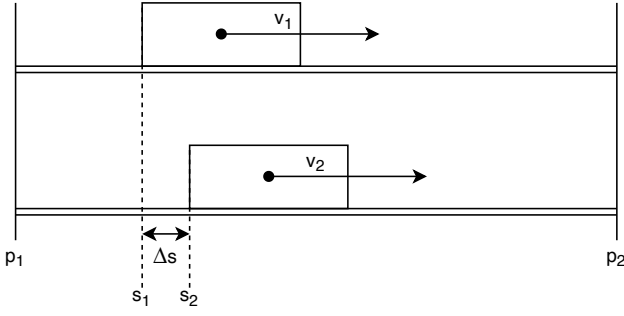 v₁
v₂
Δs
p₁ p₂
s₁ s₂